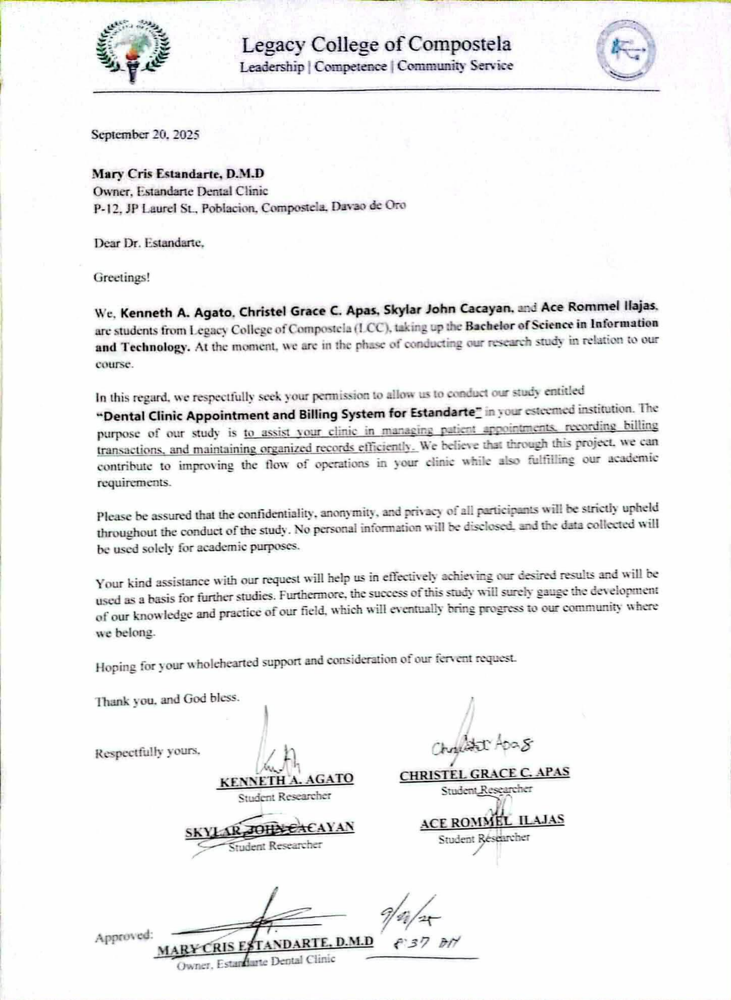 Legacy College of Compostela
Leadership | Competence | Community Service
September 20, 2025
Mary Cris Estandarte, D.M.D
Owner, Estandarte Dental Clinic
P-12, JP Laurel St., Poblacion, Compostela, Davao de Oro
Dear Dr. Estandarte,
Greetings!
We, Kenneth A. Agato, Christel Grace C. Apas, Skylar John Cacayan, and Ace Rommel Ilajas,
are students from Legacy College of Compostela (LCC), taking up the Bachelor of Science in Information
and Technology. At the moment, we are in the phase of conducting our research study in relation to our
course.
In this regard, we respectfully seek your permission to allow us to conduct our study entitled
“Dental Clinic Appointment and Billing System for Estandarte” in your esteemed institution. The
purpose of our study is to assist your clinic in managing patient appointments, recording billing
transactions, and maintaining organized records efficiently. We believe that through this project, we can
contribute to improving the flow of operations in your clinic while also fulfilling our academic
requirements.
Please be assured that the confidentiality, anonymity, and privacy of all participants will be strictly upheld
throughout the conduct of the study. No personal information will be disclosed, and the data collected will
be used solely for academic purposes.
Your kind assistance with our request will help us in effectively achieving our desired results and will be
used as a basis for further studies. Furthermore, the success of this study will surely gauge the development
of our knowledge and practice of our field, which will eventually bring progress to our community where
we belong.
Hoping for your wholehearted support and consideration of our fervent request.
Thank you, and God bless.
Respectfully yours,
KENNETH A. AGATO
Student Researcher
Apas
CHRISTEL GRACE C. APAS
Student Researcher
SKYLAR JOHN CACAYAN
Student Researcher
ACE ROMMEL ILAJAS
Student Researcher
Approved:
MARY CRIS ESTANDARTE, D.M.D
8:37
Owner, Estandarte Dental Clinic